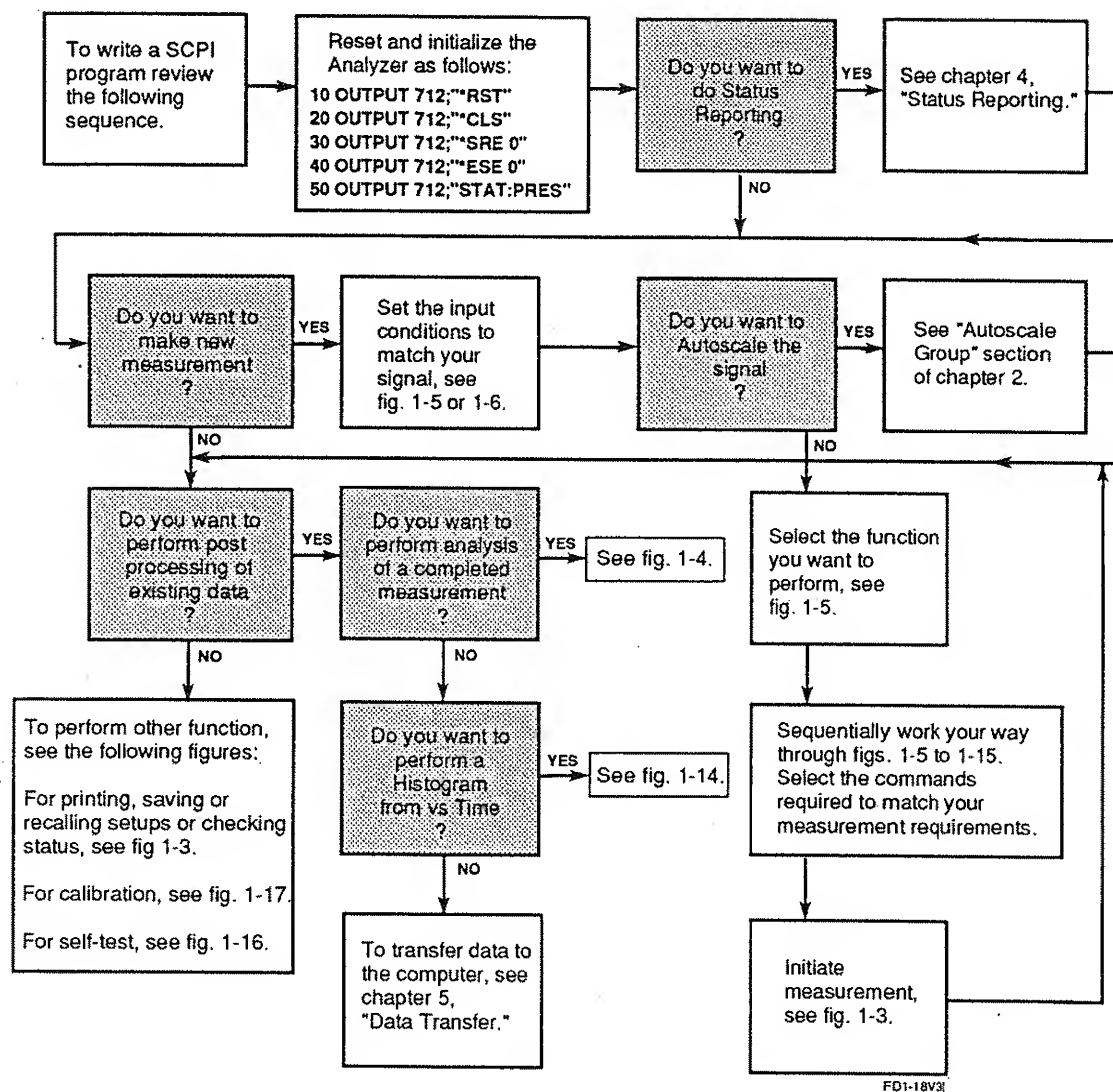 To write a SCPI
program review
the following
sequence.
Reset and initialize the
Analyzer as follows:
10 OUTPUT 712;"*RST"
20 OUTPUT 712;"*CLS"
30 OUTPUT 712;"*SRE 0"
40 OUTPUT 712;"*ESE 0"
50 OUTPUT 712;"STAT:PRES"
Do you want to
do Status
Reporting
?
YES
See chapter 4,
"Status Reporting."
NO
Do you want to
make new
measurement
?
YES
Set the input
conditions to
match your
signal, see
fig. 1-5 or 1-6.
Do you want to
Autoscale the
signal
?
YES
See "Autoscale
Group" section
of chapter 2.
NO
NO
Do you want to
perform post
processing of
existing data
?
YES
Do you want to
perform analysis
of a completed
measurement
?
YES
See fig. 1-4.
Select the function
you want to
perform, see
fig. 1-5.
NO
NO
To perform other function,
see the following figures:
For printing, saving or
recalling setups or checking
status, see fig 1-3.
For calibration, see fig. 1-17.
For self-test, see fig. 1-16.
Do you want to
perform a
Histogram
from vs Time
?
YES
See fig. 1-14.
Sequentially work your way
through figs. 1-5 to 1-15.
Select the commands
required to match your
measurement requirements.
NO
To transfer data to
the computer, see
chapter 5,
"Data Transfer."
Initiate
measurement,
see fig. 1-3.
FD1-18V3